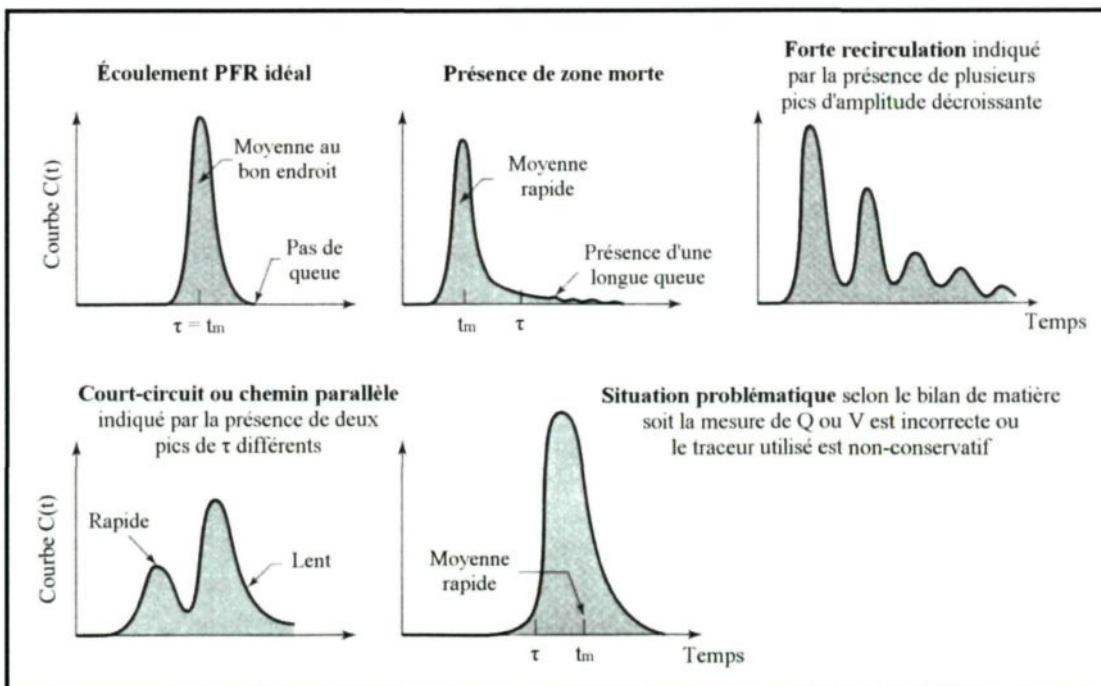 Écoulement PFR idéal
Courbe C(t)
Moyenne au
bon endroit
Pas de
queue
τ = tm
Présence de zone morte
Moyenne
rapide
Présence d'une
longue queue
tm
τ
Forte recirculation indiqué
par la présence de plusieurs
pics d'amplitude décroissante
Temps
Court-circuit ou chemin parallèle
indiqué par la présence de deux
pics de τ différents
Courbe C(t)
Rapide
Lent
Situation problématique selon le bilan de matière
soit la mesure de Q ou V est incorrecte ou
le traceur utilisé est non-conservatif
Moyenne
rapide
τ
tm
Temps